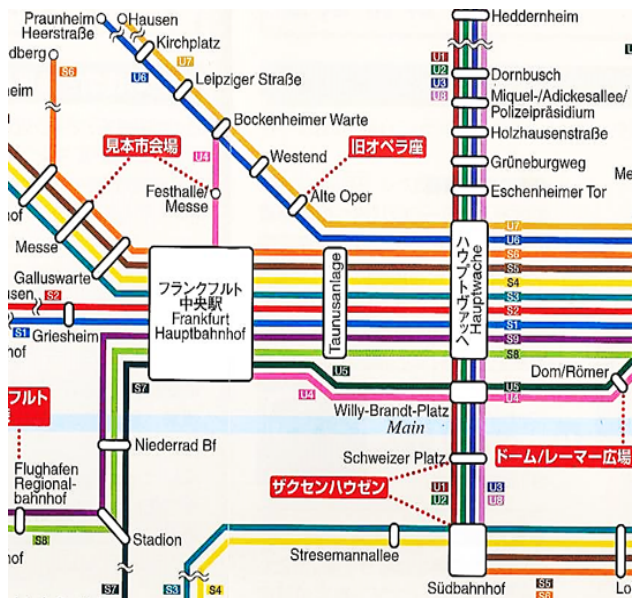 Praunheim
Heerstraße
Hausen
Kirchplatz
U7
U6
Leipziger Straße
Bockenheimer Warte
Westend
Alte Oper
旧オペラ座
見本市会場
U4
Festhalle/
Messe
S6
Messe
Galluswarte
S2
S1
Griesheim
フランクフルト
中央駅
Frankfurt
Hauptbahnhof
Taunusanlage
ハウプトヴァッヘ
Hauptwache
Heddernheim
U1
U2
U3
U8
Dornbusch
Miquel-/Adickesallee/
Polizeipräsidium
Holzhausenstraße
Grüneburgweg
Eschenheimer Tor
U7
U6
S6
S5
S4
S3
S2
S1
S9
S8
U5
U4
U5
U4
Dom/Römer
ドーム/レーマー広場
Willy-Brandt-Platz
Main
Schweizer Platz
ザクセンハウゼン
U1
U2
U3
U8
S7
Niederrad Bf
Flughafen
Regional-
bahnhof
S8
Stadion
S7
S3
S4
Stresemannallee
Südbahnhof
S5
S6